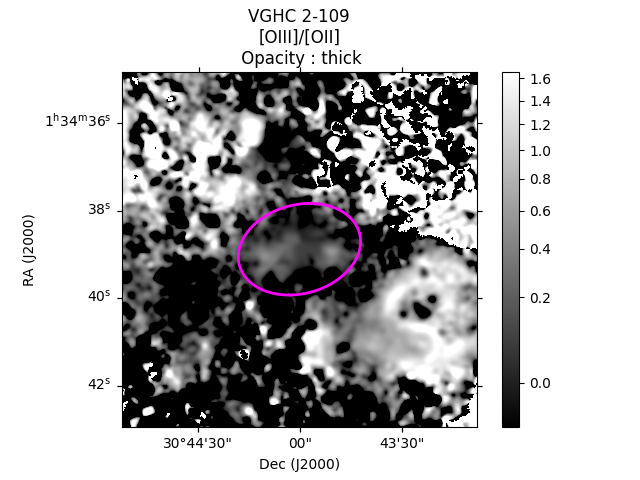 VGHC 2-109
[OIII]/[OII]
Opacity : thick
1h34m36s
38s
40s
42s
RA (J2000)
30°44'30"
00"
43'30"
Dec (J2000)
1.6
1.4
1.2
1.0
0.8
0.6
0.4
0.2
0.0